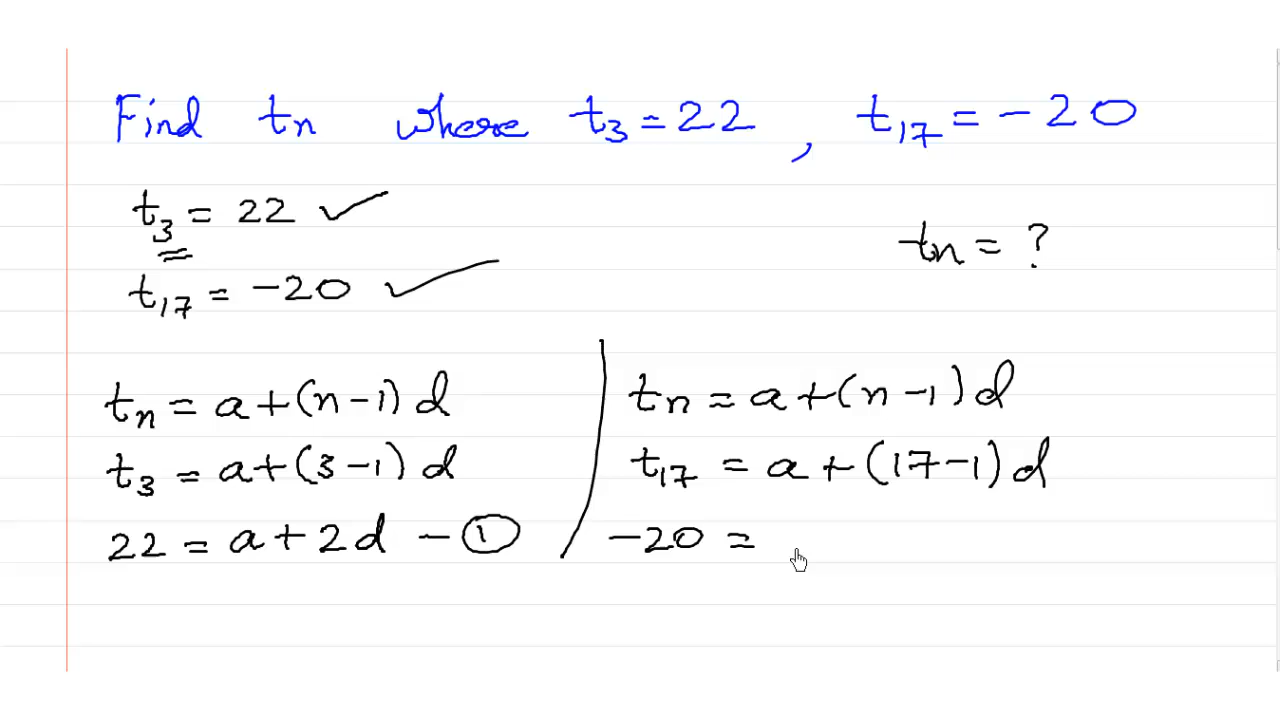 Find tn where t3 = 22 , t17 = -20
t3 = 22 ✓
tn = ?
t17 = -20 ✓
tn = a + (n-1) d
t3 = a + (3-1) d
22 = a + 2d - ①
tn = a + (n-1) d
t17 = a + (17-1) d
-20 =